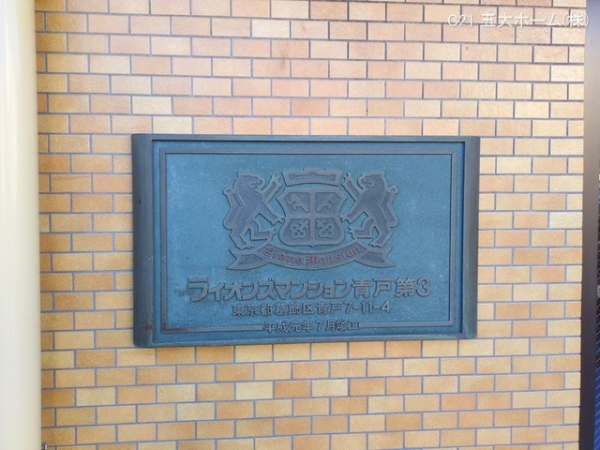 C21 五大ホーム(株)
Lions Mansion
ライオンズマンション青戸第3
東京都葛飾区青戸7-11-4
平成元年7月竣工